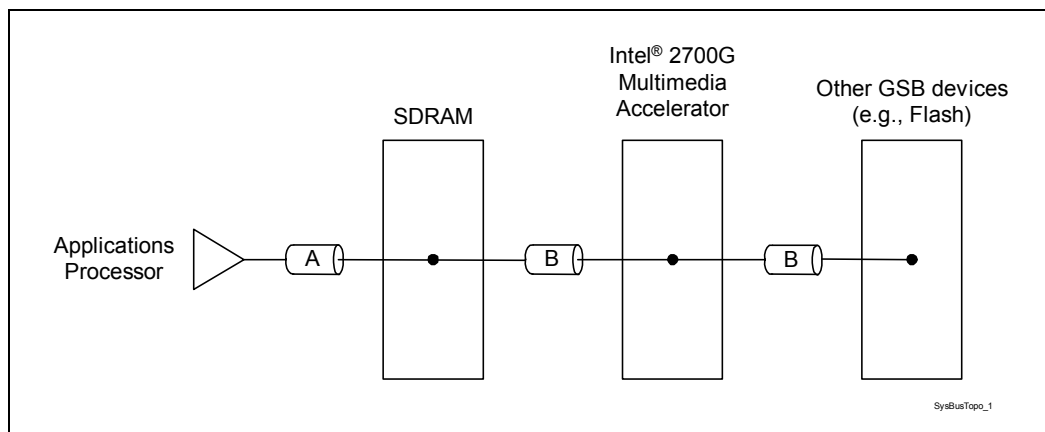 Intel® 2700G
Multimedia
Accelerator
Other GSB devices
(e.g., Flash)
SDRAM
Applications
Processor
A
B
B
SysBusTopo_1